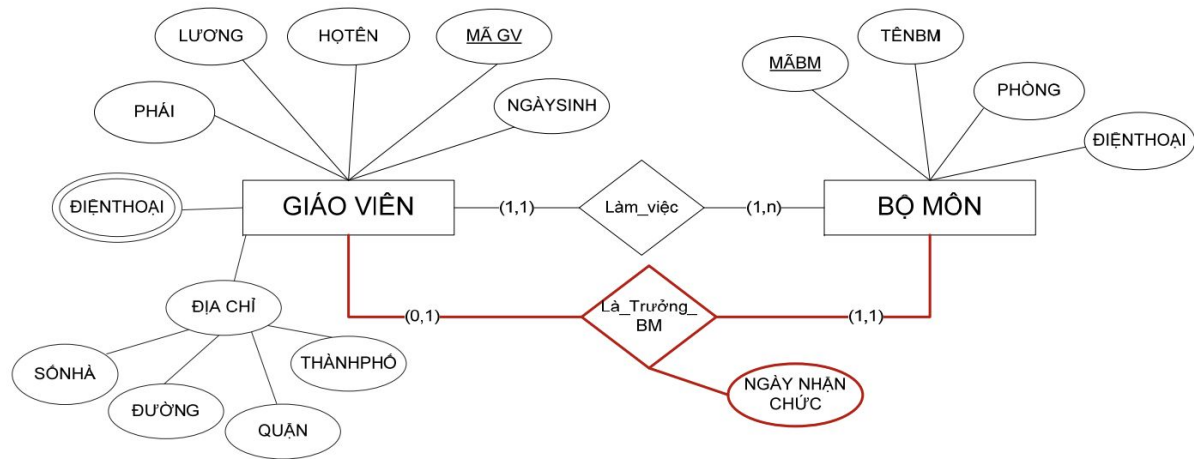 LƯƠNG
HỌTÊN
MÃ GV
TÊNBM
MÃBM
PHÁI
NGÀYSINH
PHÒNG
ĐIỆNTHOẠI
ĐIỆNTHOẠI
GIÁO VIÊN
(1,1)
Làm_việc
(1,n)
BỘ MÔN
ĐỊA CHỈ
(0,1)
Là_Trưởng_
BM
(1,1)
SỐNHÀ
THÀNHPHỐ
ĐƯỜNG
QUẬN
NGÀY NHẬN
CHỨC